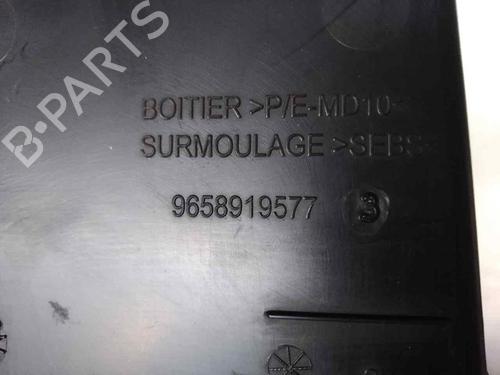 B-PARTS
BOITIER >P/E-MD10<
SURMOULAGE >SEBS<
9658919577 3